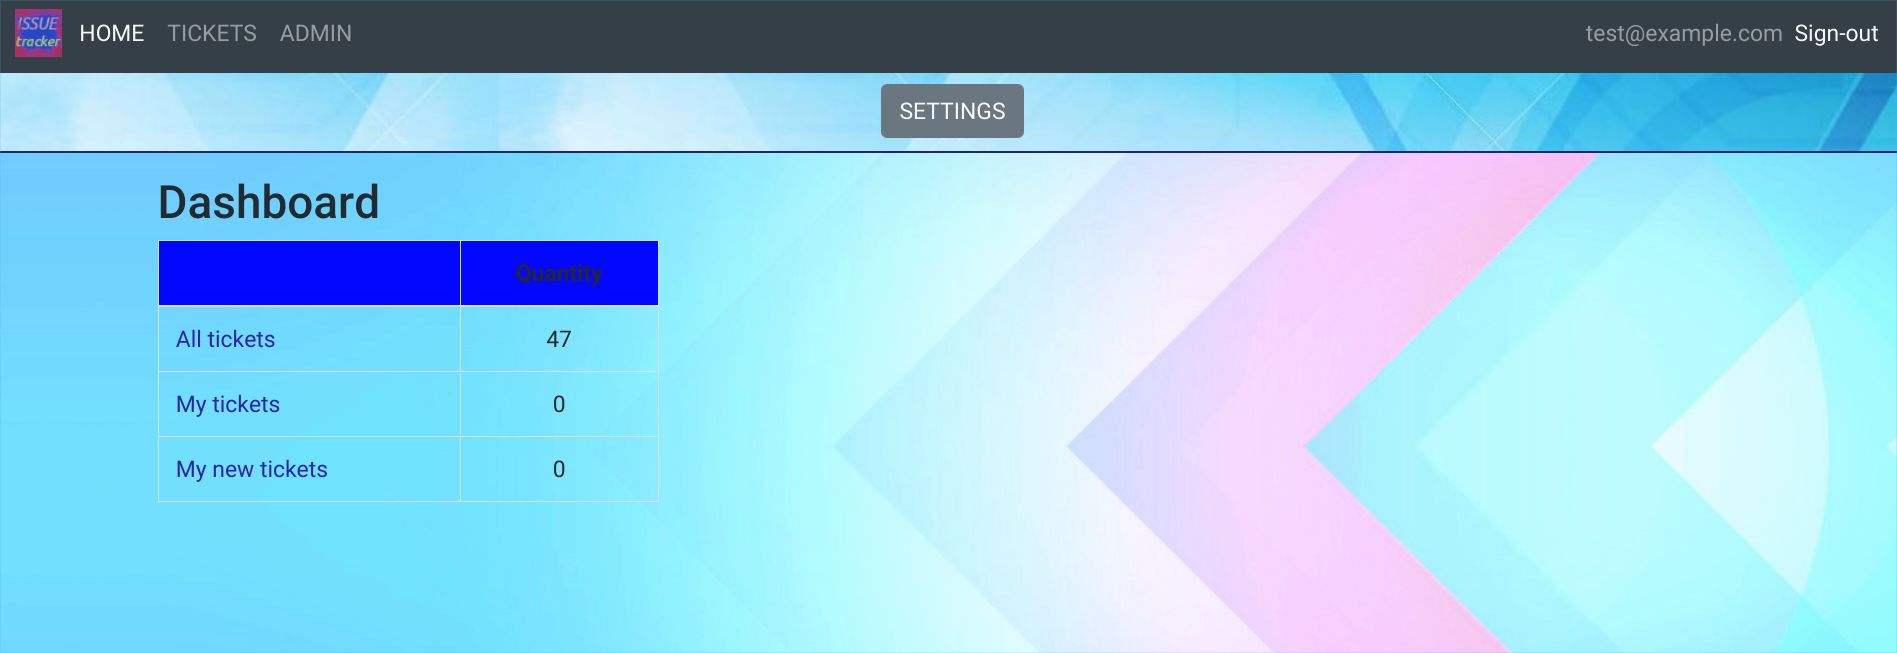 ISSUE
tracker
HOME TICKETS ADMIN test@example.com Sign-out
SETTINGS
Dashboard
Quantity
All tickets 47
My tickets 0
My new tickets 0